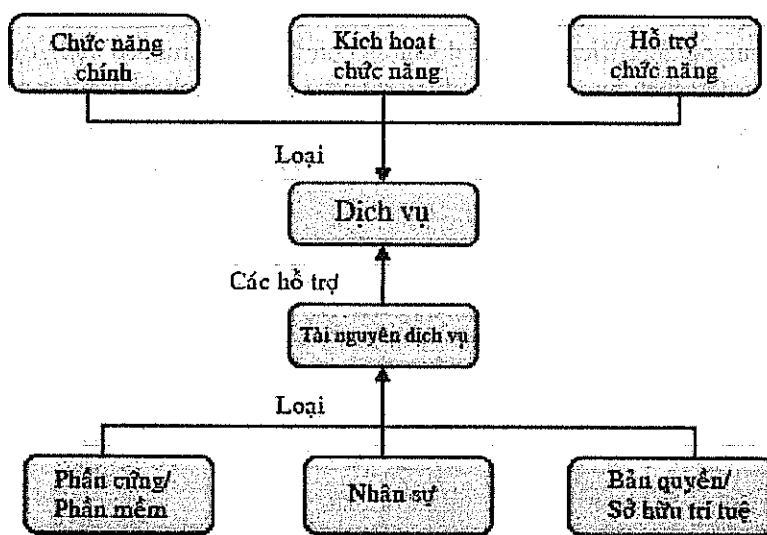 Chức năng
chính
Kích hoạt
chức năng
Hỗ trợ
chức năng
Loại
Dịch vụ
Các hỗ trợ
Tài nguyên dịch vụ
Loại
Phần cứng/
Phần mềm
Nhân sự
Bản quyền/
Sở hữu trí tuệ